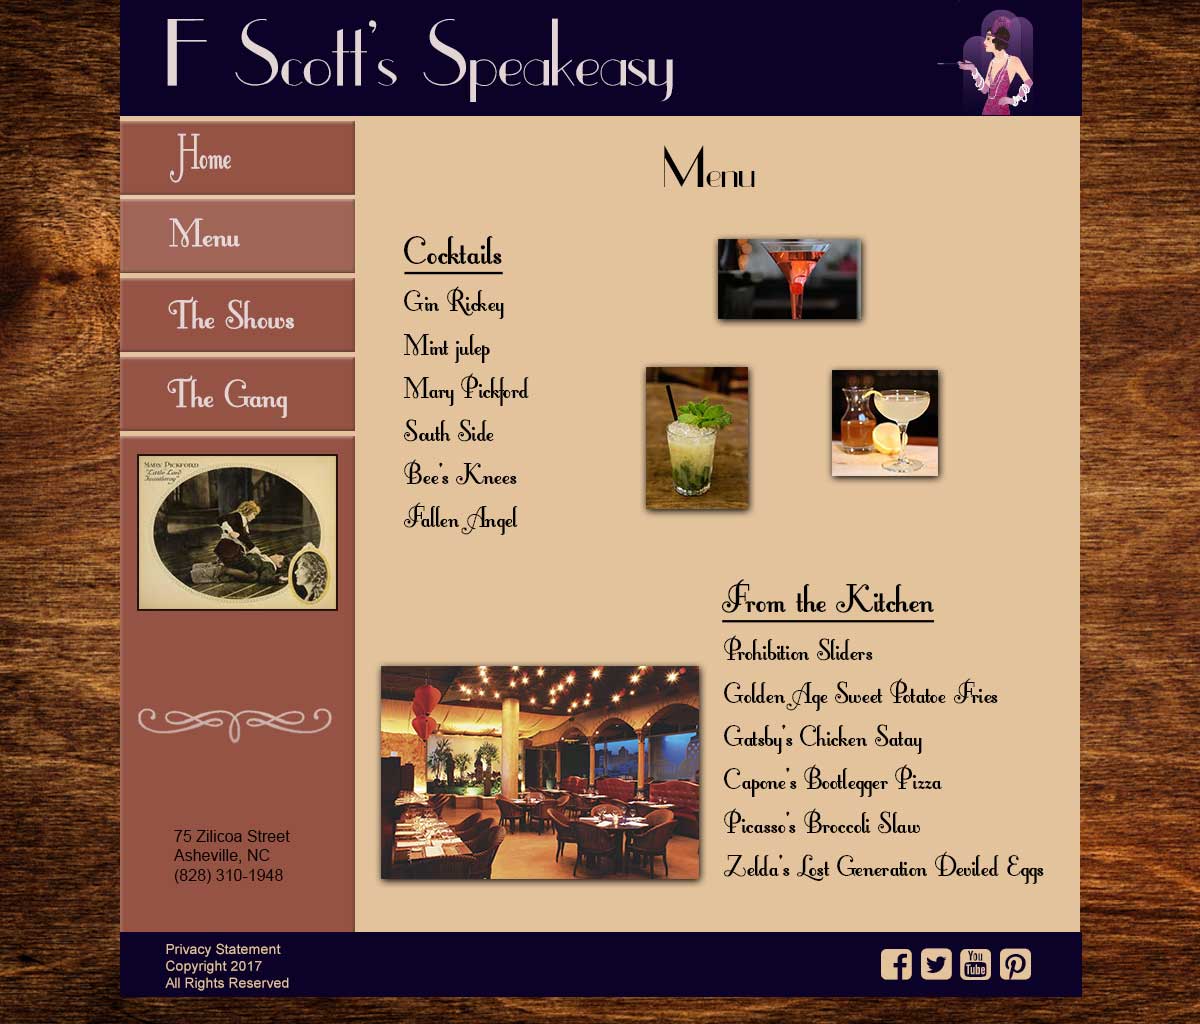 F Scott's Speakeasy
Home
Menu
The Shows
The Gang
MARY PICKFORD
"Little Lord
Fauntleroy"
75 Zilicoa Street
Asheville, NC
(828) 310-1948
Menu
Cocktails
Gin Rickey
Mint julep
Mary Pickford
South Side
Bee's Knees
Fallen Angel
From the Kitchen
Prohibition Sliders
Golden Age Sweet Potatoe Fries
Gatsby's Chicken Satay
Capone's Bootlegger Pizza
Picasso's Broccoli Slaw
Zelda's Lost Generation Deviled Eggs
Privacy Statement
Copyright 2017
All Rights Reserved
You
Tube